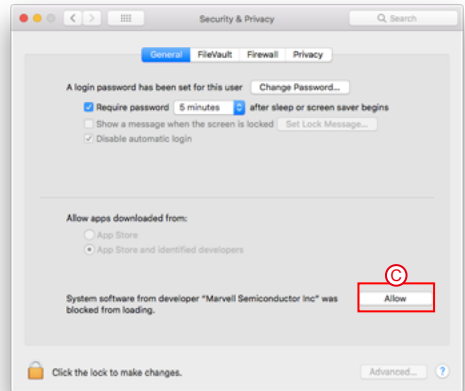 Security & Privacy
Search
General FileVault Firewall Privacy
A login password has been set for this user Change Password...
Require password 5 minutes after sleep or screen saver begins
Show a message when the screen is locked Set Lock Message...
Disable automatic login
Allow apps downloaded from:
App Store
App Store and identified developers
C
System software from developer "Marvell Semiconductor Inc" was Allow
blocked from loading.
Click the lock to make changes. Advanced... ?